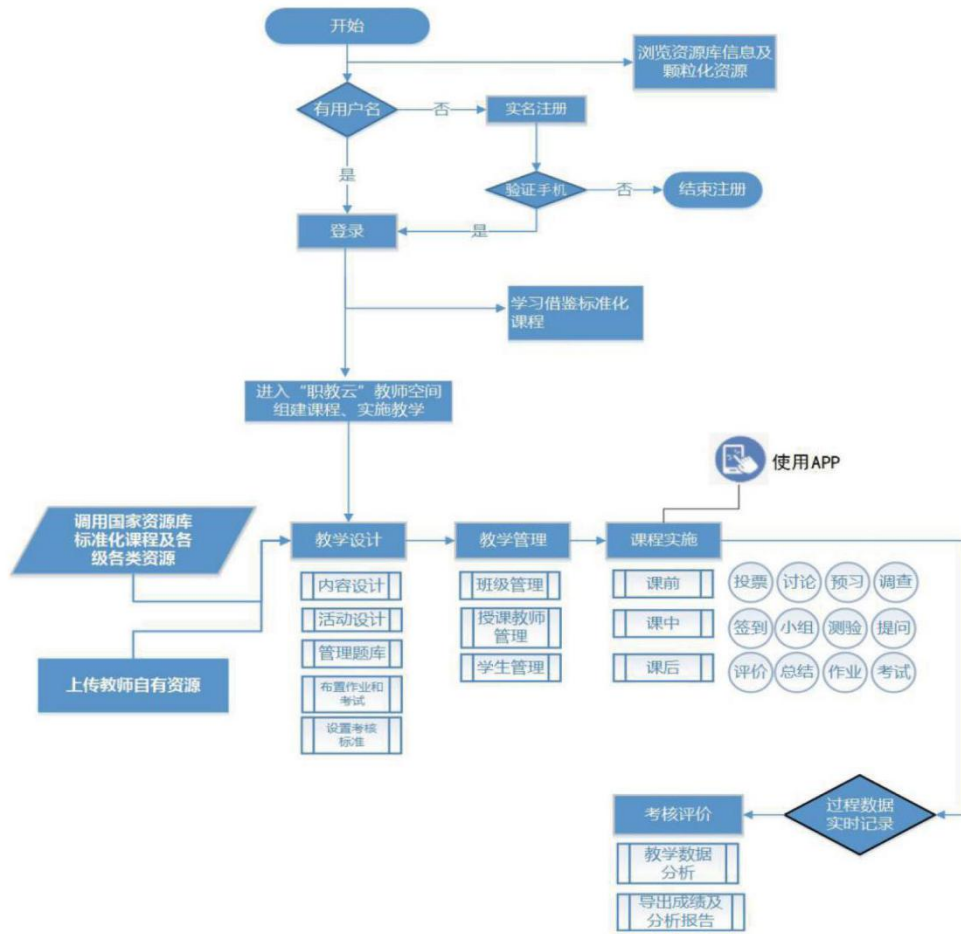 开始
浏览资源库信息及
颗粒化资源
有用户名
否
实名注册
是
验证手机
否
结束注册
登录
是
学习借鉴标准化
课程
进入“职教云”教师空间
组建课程、实施教学
使用APP
调用国家资源库
标准化课程及各
级各类资源
教学设计
教学管理
课程实施
内容设计
班级管理
课前
投票
讨论
预习
调查
活动设计
授课教师
管理
课中
签到
小组
测验
提问
管理题库
学生管理
课后
评价
总结
作业
考试
上传教师自有资源
布置作业和
考试
设置考核
标准
考核评价
过程数据
实时记录
教学数据
分析
导出成绩及
分析报告